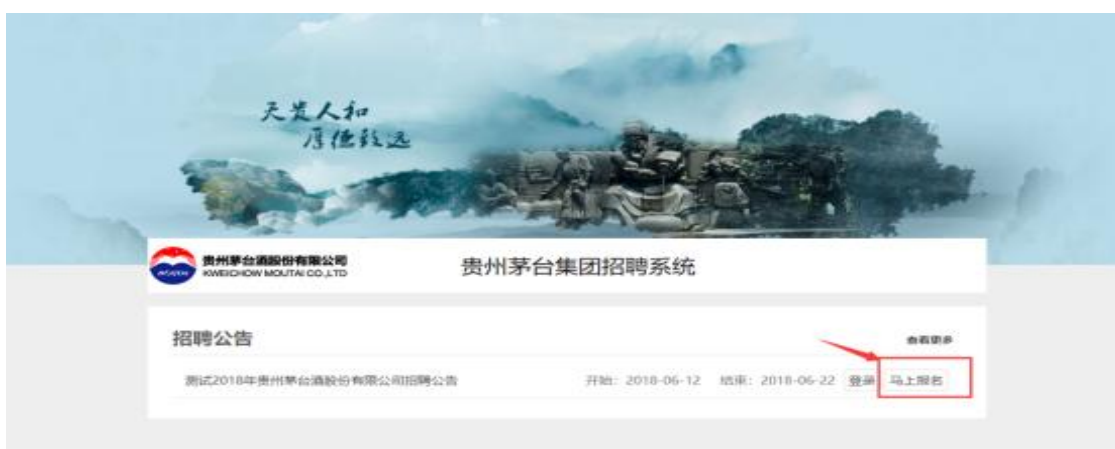 天贵人和
厚德致远
贵州茅台酒股份有限公司
KWEICHOW MOUTAI CO.,LTD
贵州茅台集团招聘系统
招聘公告
查看更多
测试2018年贵州茅台酒股份有限公司招聘公告 开始：2018-06-12 结束：2018-06-22 登录 马上报名